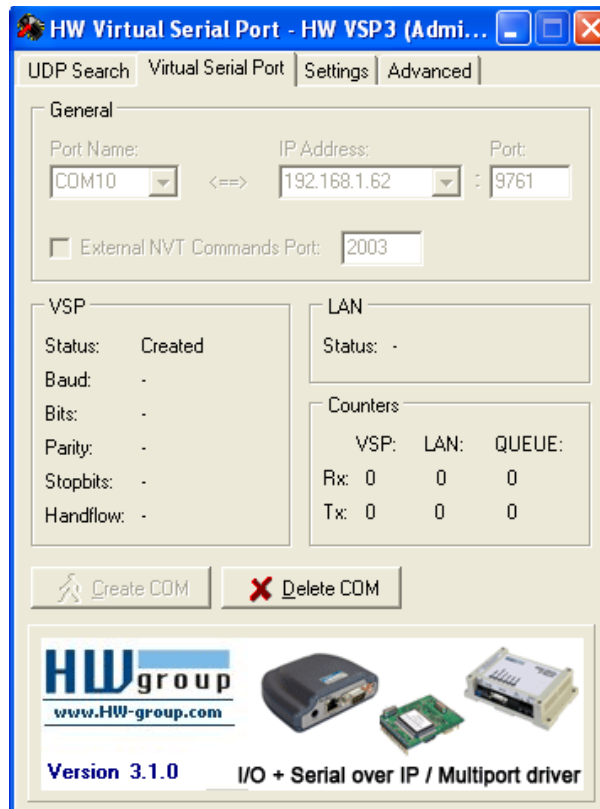 HW Virtual Serial Port - HW VSP3 (Admi...
UDP Search Virtual Serial Port Settings Advanced
General
Port Name: IP Address: Port:
COM10 <==> 192.168.1.62 : 9761
External NVT Commands Port: 2003
VSP
Status: Created
Baud: -
Bits: -
Parity: -
Stopbits: -
Handflow: -
LAN
Status: -
Counters
VSP: LAN: QUEUE:
Rx: 0 0 0
Tx: 0 0 0
Create COM Delete COM
HW group
www.HW-group.com
Version 3.1.0 I/O + Serial over IP / Multiport driver